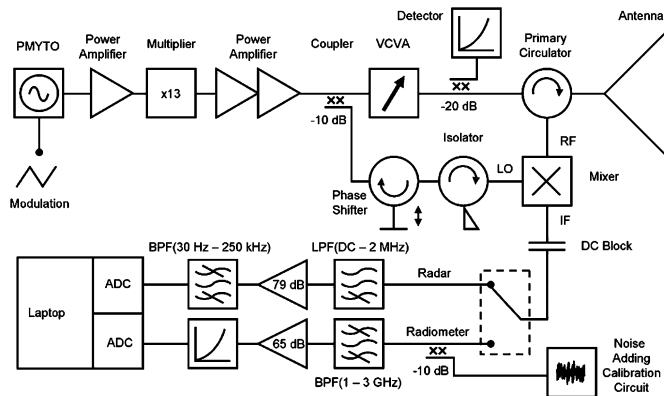 PMYTO
Power
Amplifier
Multiplier
x13
Power
Amplifier
Coupler
-10 dB
VCVA
Detector
-20 dB
Primary
Circulator
Antenna
Modulation
Phase
Shifter
Isolator
LO
RF
Mixer
IF
DC Block
Laptop
ADC
ADC
BPF(30 Hz – 250 kHz)
79 dB
LPF(DC – 2 MHz)
Radar
65 dB
BPF(1 – 3 GHz)
Radiometer
-10 dB
Noise
Adding
Calibration
Circuit